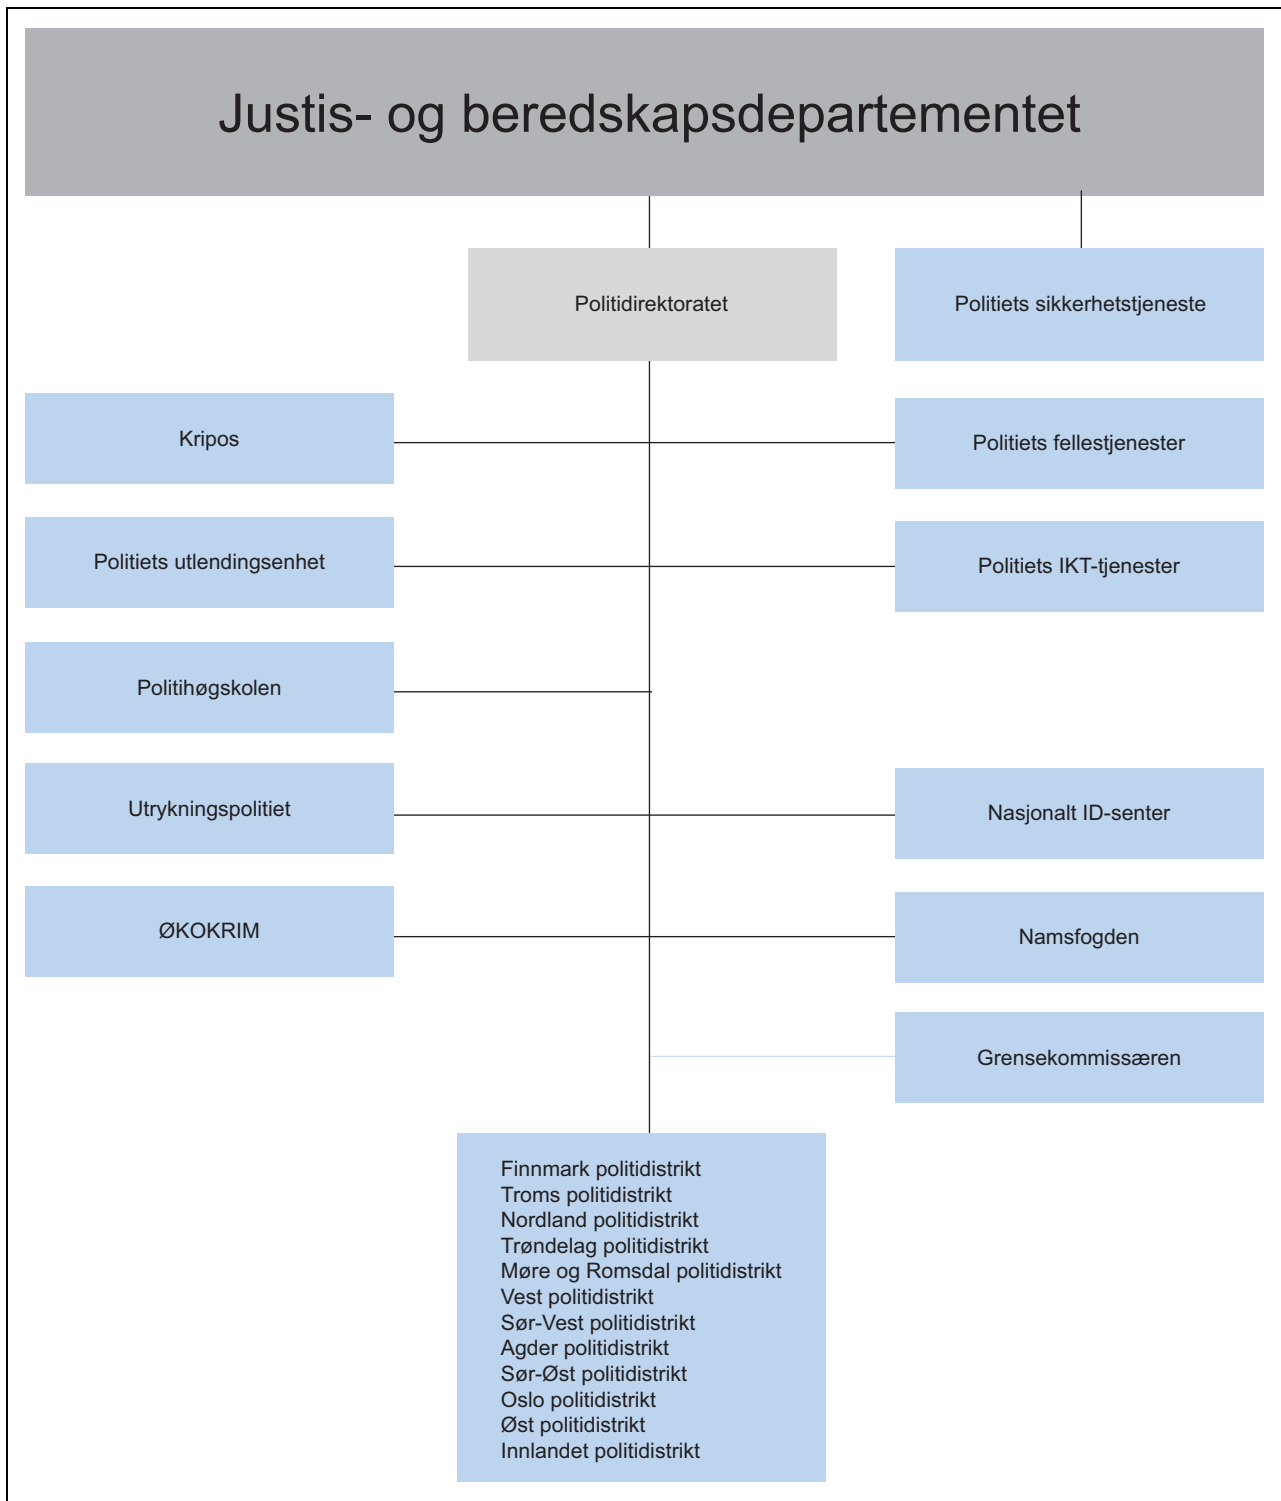 Justis- og beredskapsdepartementet
Politidirektoratet
Politiets sikkerhetstjeneste
Kripos
Politiets fellestjenester
Politiets utlendingsenhet
Politiets IKT-tjenester
Politihøgskolen
Utrykningspolitiet
Nasjonalt ID-senter
ØKOKRIM
Namsfogden
Grensekommissæren
Finnmark politidistrikt
Troms politidistrikt
Nordland politidistrikt
Trøndelag politidistrikt
Møre og Romsdal politidistrikt
Vest politidistrikt
Sør-Vest politidistrikt
Agder politidistrikt
Sør-Øst politidistrikt
Oslo politidistrikt
Øst politidistrikt
Innlandet politidistrikt